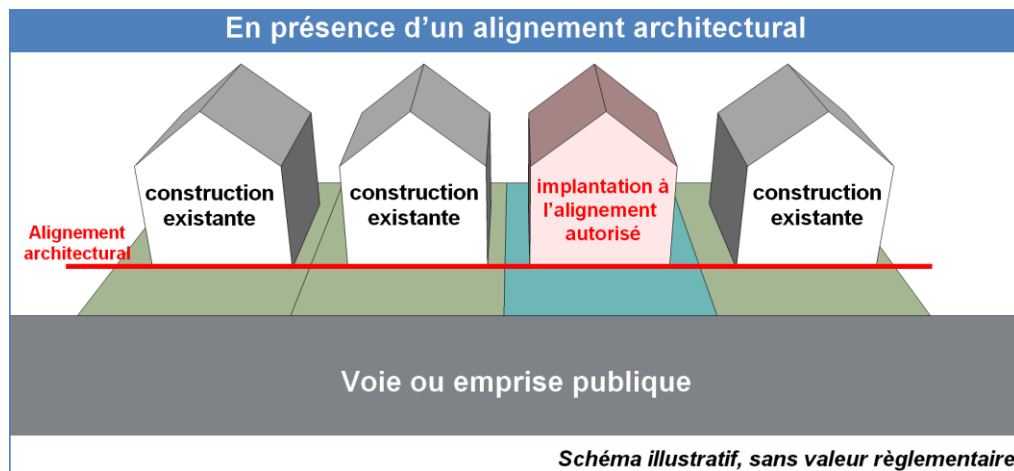 En présence d'un alignement architectural
construction
existante
construction
existante
implantation à
l'alignement
autorisé
construction
existante
Alignement
architectural
Voie ou emprise publique
Schéma illustratif, sans valeur règlementaire